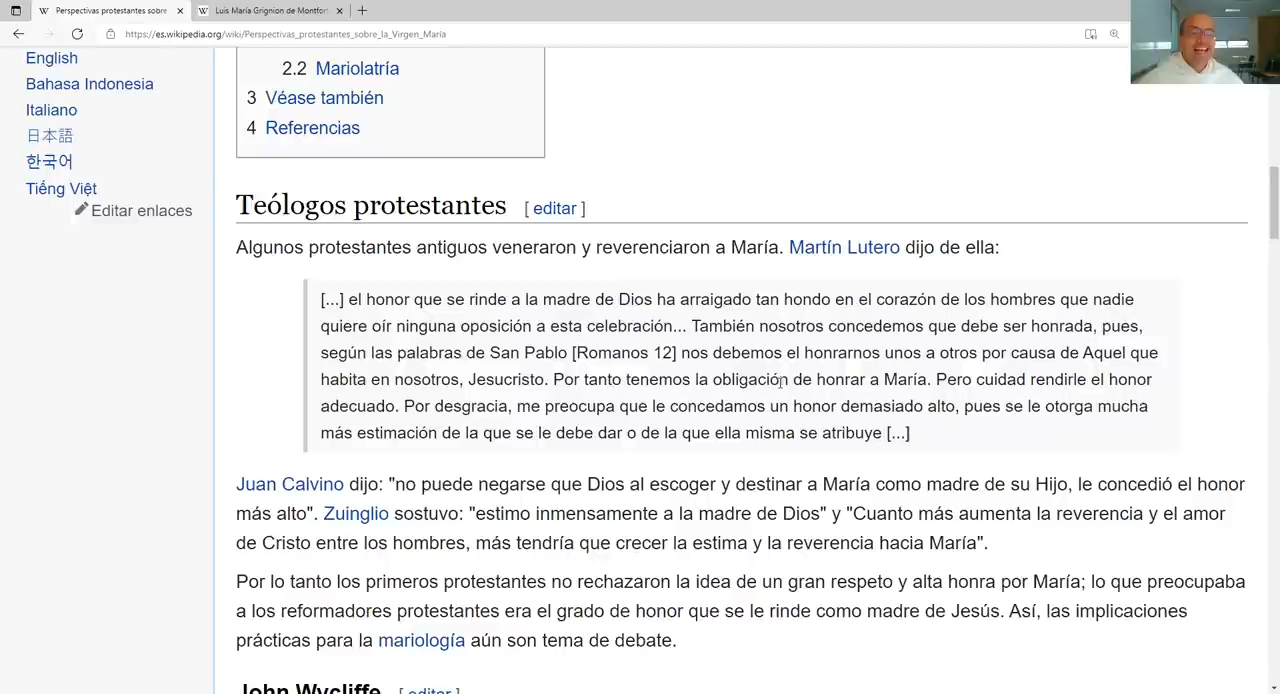 Perspectivas protestantes sobre
Luis María Grignion de Montfor
https://es.wikipedia.org/wiki/Perspectivas_protestantes_sobre_la_Virgen_María
English
Bahasa Indonesia
Italiano
日本語
한국어
Tiếng Việt
Editar enlaces
2.2 Mariolatría
3 Véase también
4 Referencias
Teólogos protestantes [ editar ]
Algunos protestantes antiguos veneraron y reverenciaron a María. Martín Lutero dijo de ella:
[...] el honor que se rinde a la madre de Dios ha arraigado tan hondo en el corazón de los hombres que nadie
quiere oír ninguna oposición a esta celebración... También nosotros concedemos que debe ser honrada, pues,
según las palabras de San Pablo [Romanos 12] nos debemos el honrarnos unos a otros por causa de Aquel que
habita en nosotros, Jesucristo. Por tanto tenemos la obligación de honrar a María. Pero cuidad rendirle el honor
adecuado. Por desgracia, me preocupa que le concedamos un honor demasiado alto, pues se le otorga mucha
más estimación de la que se le debe dar o de la que ella misma se atribuye [...]
Juan Calvino dijo: "no puede negarse que Dios al escoger y destinar a María como madre de su Hijo, le concedió el honor
más alto". Zuinglio sostuvo: "estimo inmensamente a la madre de Dios" y "Cuanto más aumenta la reverencia y el amor
de Cristo entre los hombres, más tendría que crecer la estima y la reverencia hacia María".
Por lo tanto los primeros protestantes no rechazaron la idea de un gran respeto y alta honra por María; lo que preocupaba
a los reformadores protestantes era el grado de honor que se le rinde como madre de Jesús. Así, las implicaciones
prácticas para la mariología aún son tema de debate.
John Wycliffe [ editar ]